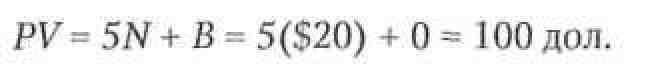 PV = 5N + B = 5($20) + 0 = 100 дол.